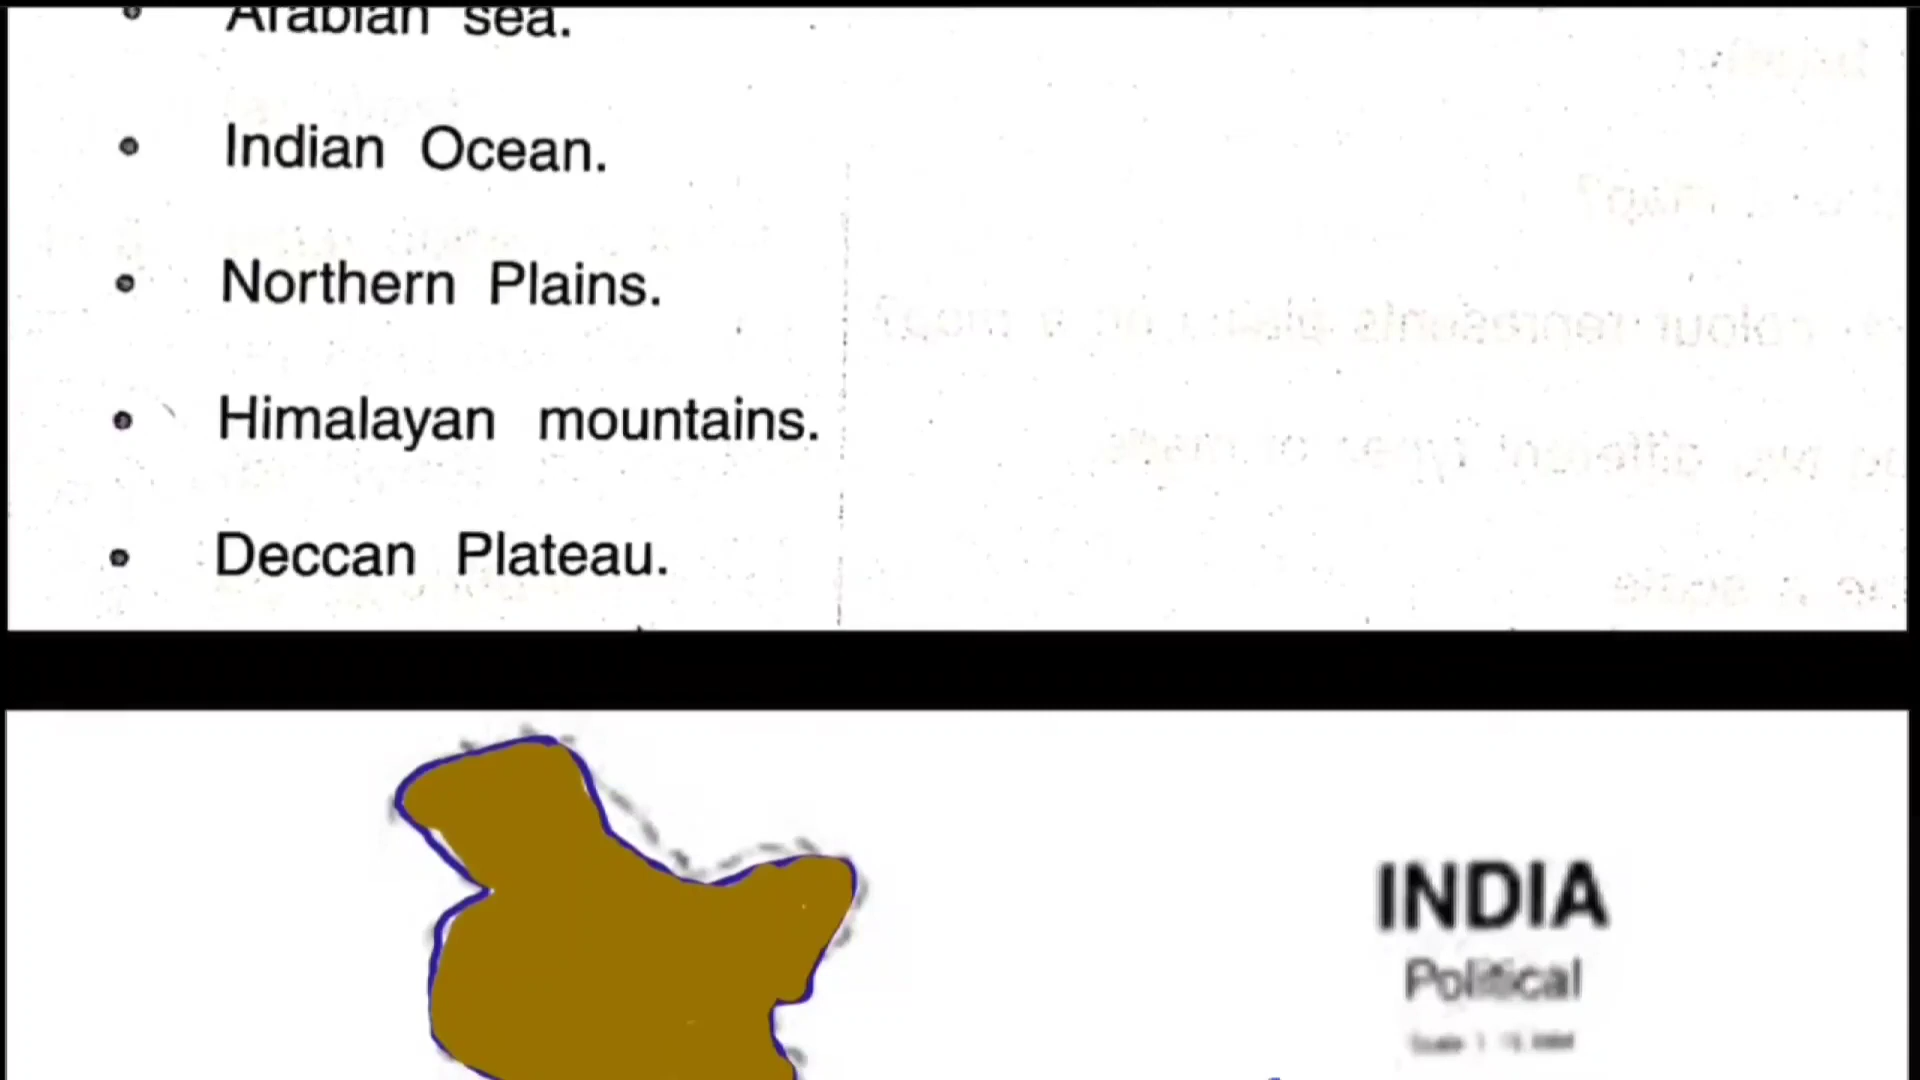 Arabian sea.
Indian Ocean.
Northern Plains.
Himalayan mountains.
Deccan Plateau.
INDIA
Political